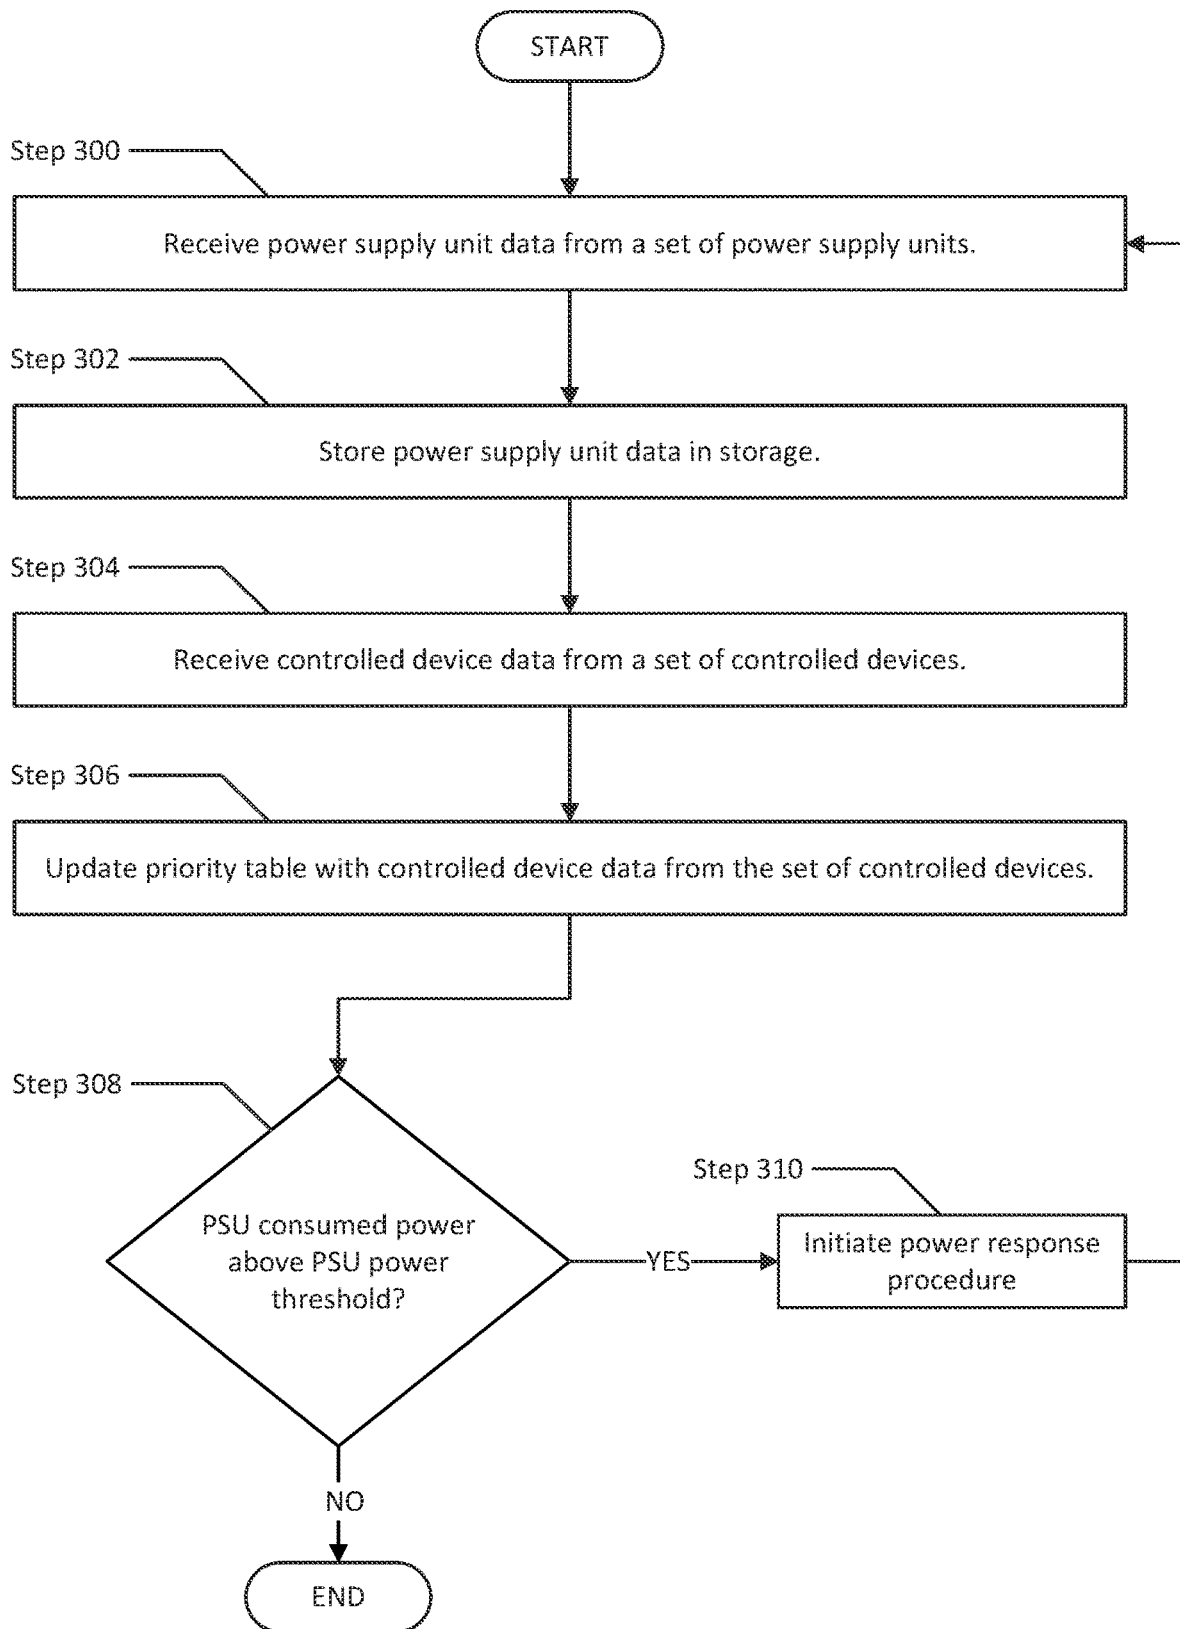 START
Step 300
Receive power supply unit data from a set of power supply units.
Step 302
Store power supply unit data in storage.
Step 304
Receive controlled device data from a set of controlled devices.
Step 306
Update priority table with controlled device data from the set of controlled devices.
Step 308
PSU consumed power
above PSU power
threshold?
YES
Step 310
Initiate power response
procedure
NO
END